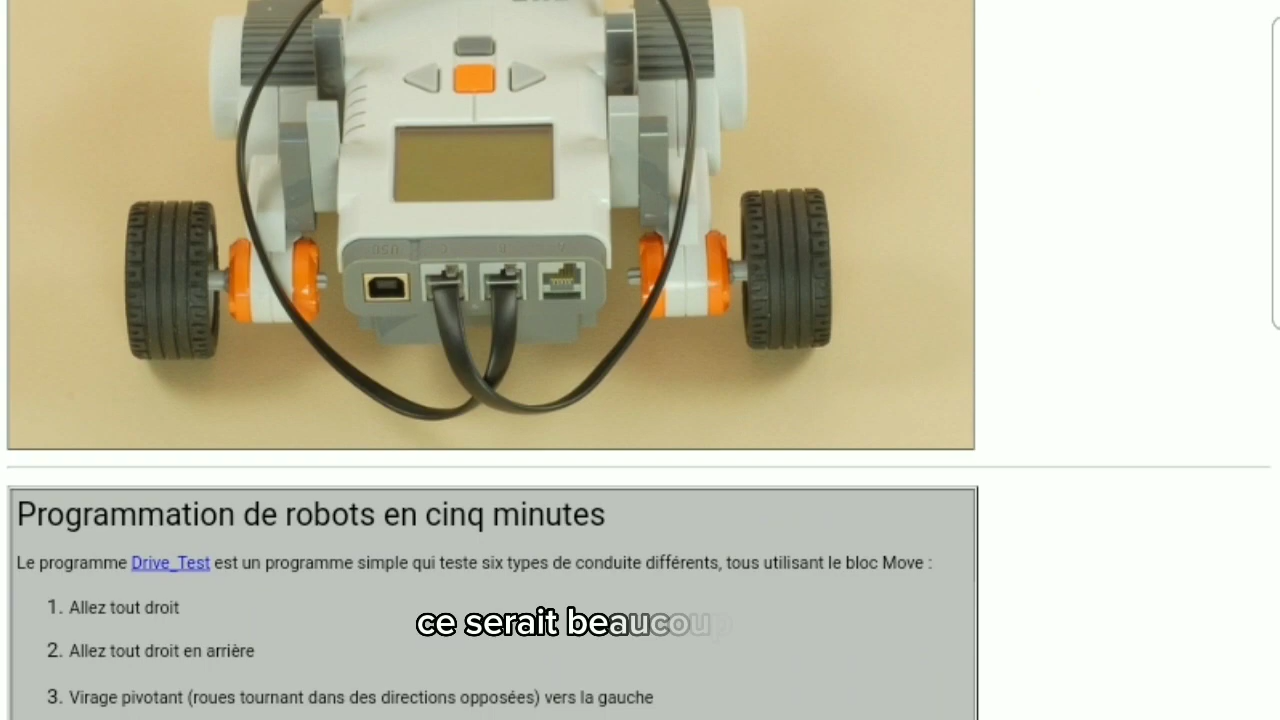 USB
Programmation de robots en cinq minutes
Le programme Drive_Test est un programme simple qui teste six types de conduite différents, tous utilisant le bloc Move :
1. Allez tout droit
ce serait beaucoup
2. Allez tout droit en arrière
3. Virage pivotant (roues tournant dans des directions opposées) vers la gauche